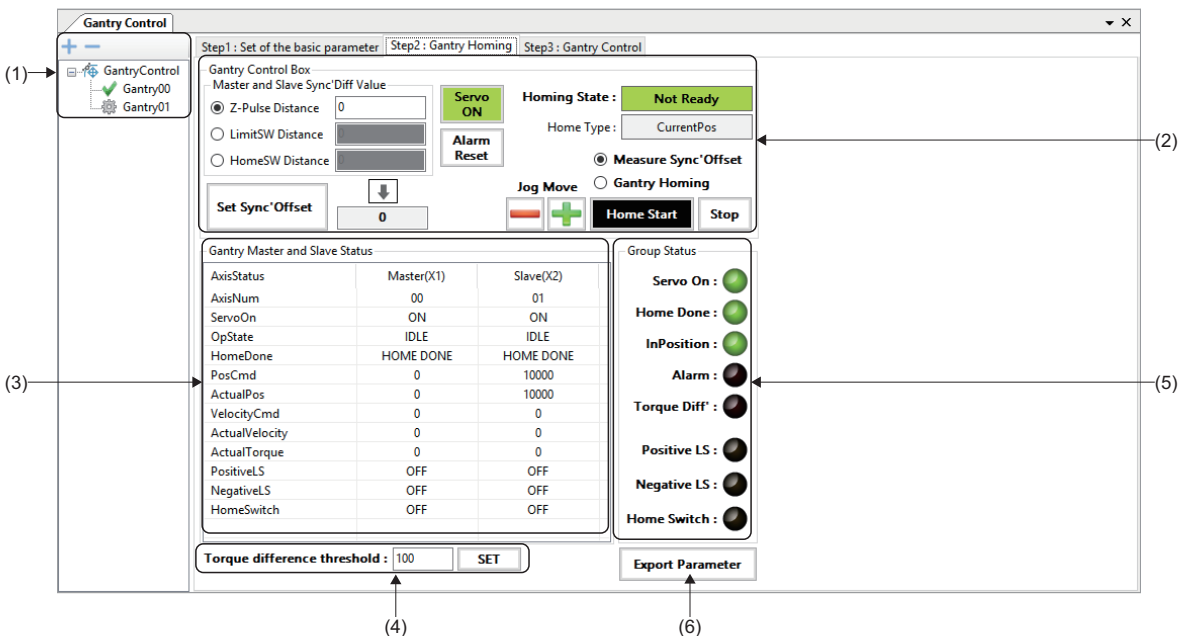 Gantry Control
Step1 : Set of the basic parameter Step2 : Gantry Homing Step3 : Gantry Control
(1)
GantryControl
Gantry00
Gantry01
Gantry Control Box
Master and Slave Sync'Diff Value
Z-Pulse Distance 0
LimitSW Distance 0
HomeSW Distance 0
Servo
ON
Alarm
Reset
Homing State : Not Ready
Home Type : CurrentPos
Measure Sync'Offset
Gantry Homing
Set Sync'Offset
0
Jog Move
Home Start Stop
(2)
Gantry Master and Slave Status
AxisStatus Master(X1) Slave(X2)
AxisNum 00 01
ServoOn ON ON
OpState IDLE IDLE
HomeDone HOME DONE HOME DONE
PosCmd 0 10000
ActualPos 0 10000
VelocityCmd 0 0
ActualVelocity 0 0
ActualTorque 0 0
PositiveLS OFF OFF
NegativeLS OFF OFF
HomeSwitch OFF OFF
(3)
Group Status
Servo On :
Home Done :
InPosition :
Alarm :
Torque Diff' :
Positive LS :
Negative LS :
Home Switch :
(5)
Torque difference threshold : 100 SET
Export Parameter
(4)
(6)